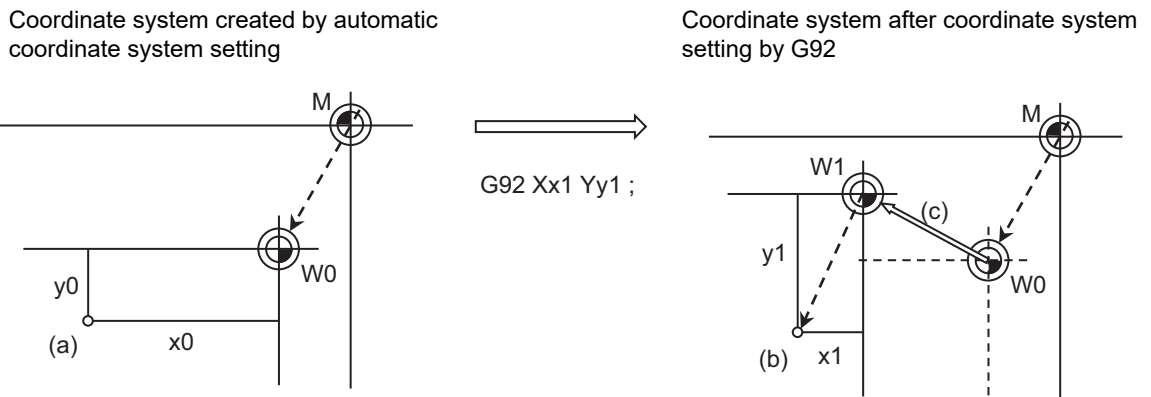 Coordinate system created by automatic
coordinate system setting
M
W0
y0
x0
(a)
G92 Xx1 Yy1 ;
Coordinate system after coordinate system
setting by G92
M
W1
(c)
y1
W0
(b)
x1